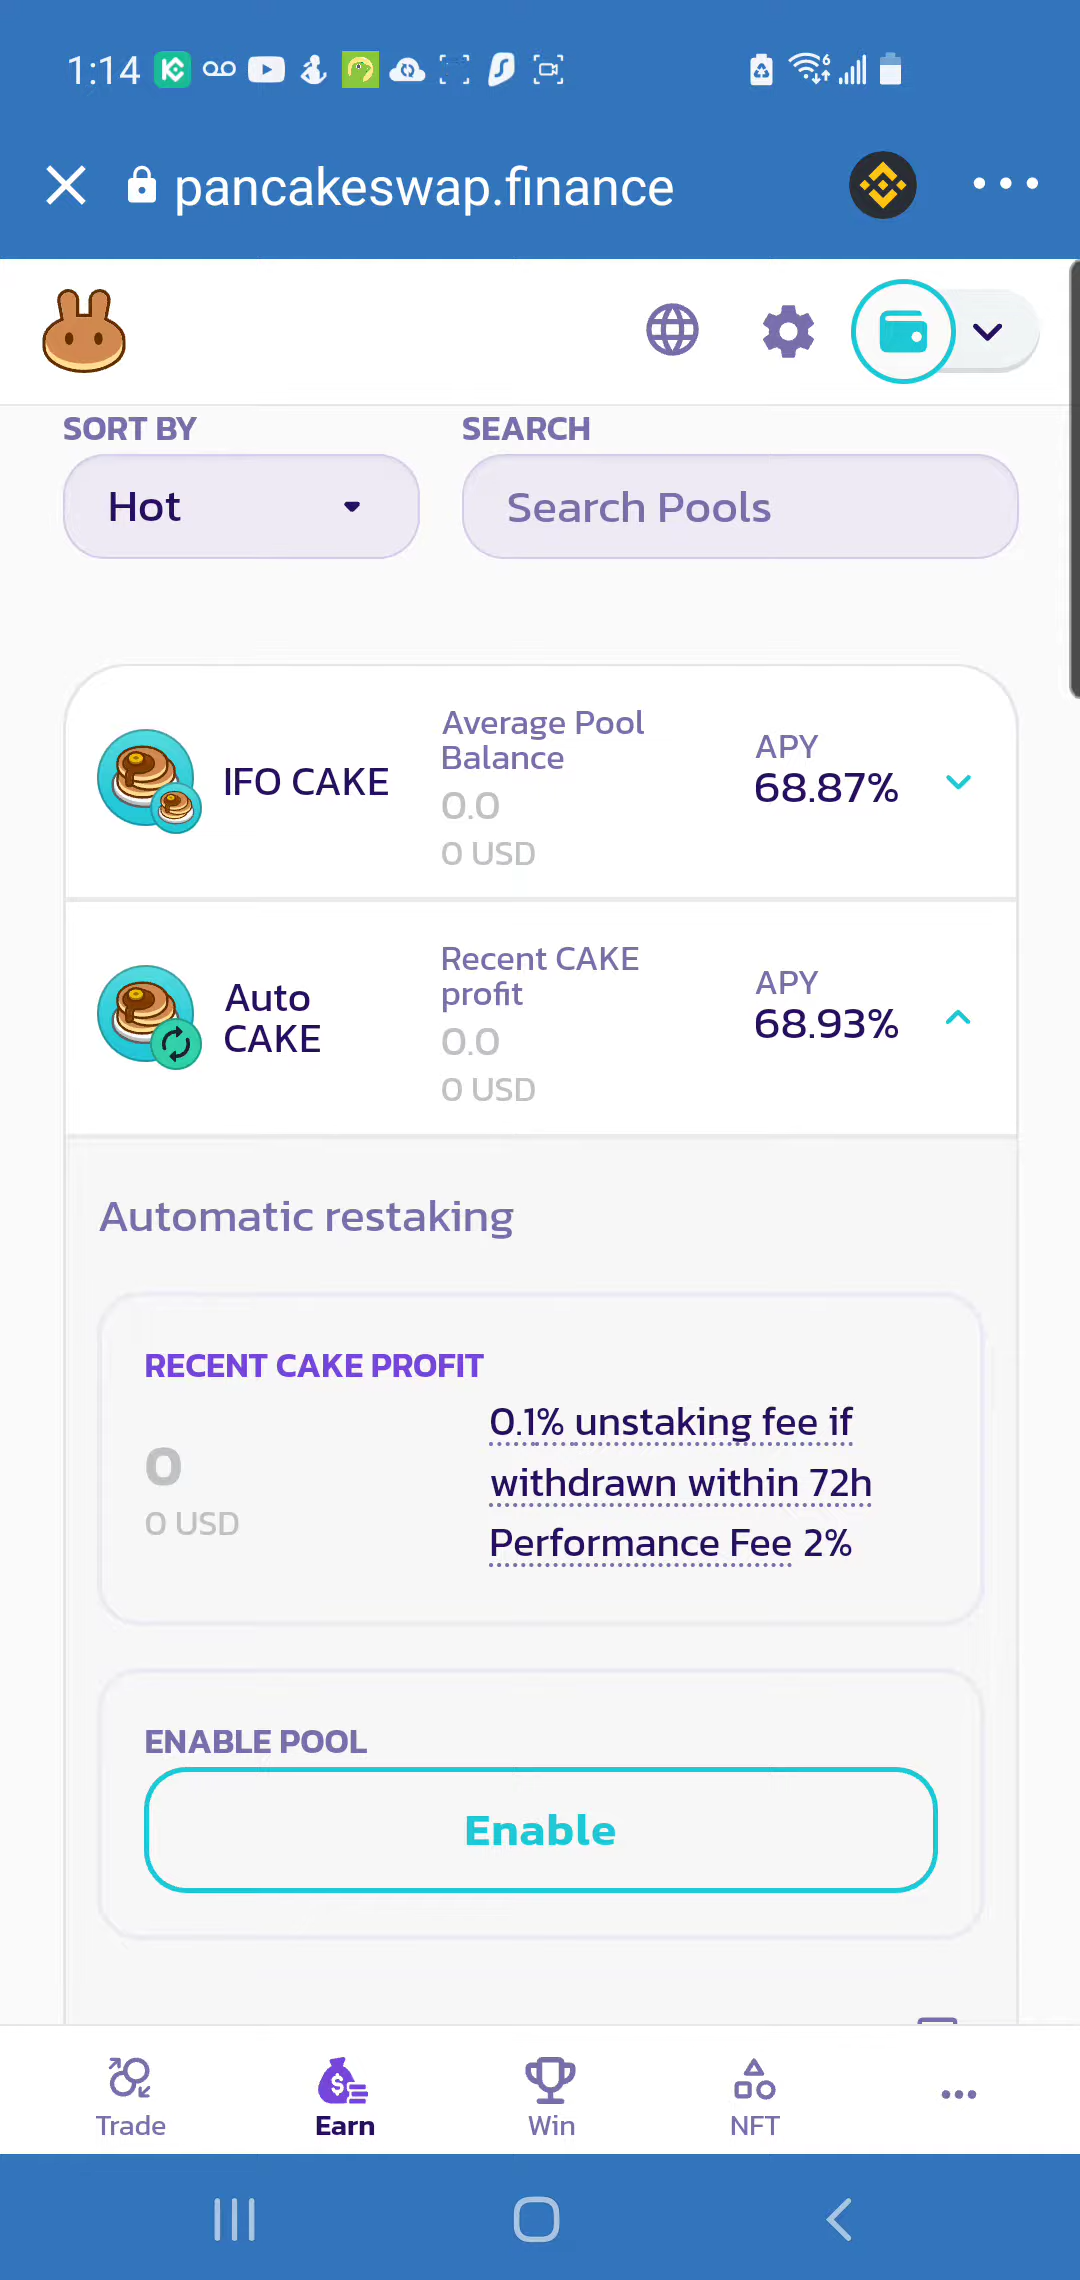 1:14
pancakeswap.finance
SORT BY
SEARCH
Hot
Search Pools
IFO CAKE
Average Pool
Balance
0.0
0 USD
APY
68.87%
Auto
CAKE
Recent CAKE
profit
0.0
0 USD
APY
68.93%
Automatic restaking
RECENT CAKE PROFIT
0
0 USD
0.1% unstaking fee if
withdrawn within 72h
Performance Fee 2%
ENABLE POOL
Enable
Trade
Earn
Win
NFT